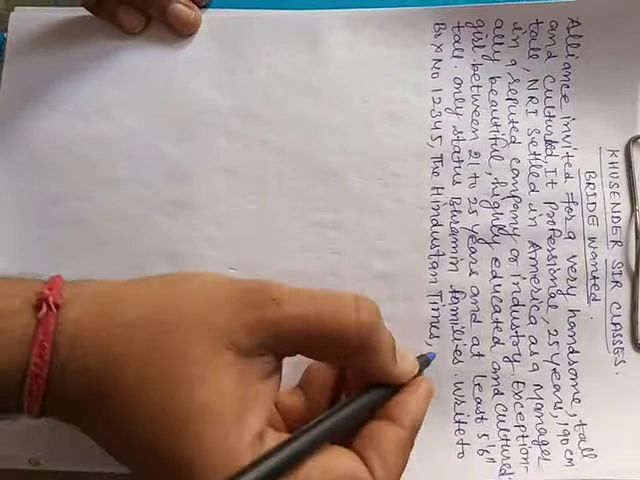 KHUSENDER SIR CLASSES.
BRIDE wanted.
Alliance invited for a very handsome, tall
and cultured, It Professional, 25 years, 190 cm
tall, NRI Settled in America as a Manager
in a reputed company or industry. Exception-
ally beautiful, highly educated and cultured
girl between 21 to 25 years and at least 5'6"
tall. only status Bhramin families. write to
Box No 12345, The Hindustan Times,